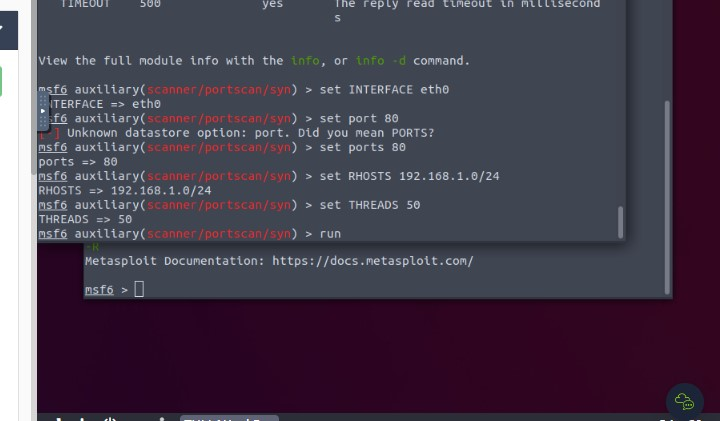 TIMEOUT 500 yes The reply read timeout in millisecond
s
View the full module info with the info, or info -d command.
msf6 auxiliary(scanner/portscan/syn) > set INTERFACE eth0
INTERFACE => eth0
msf6 auxiliary(scanner/portscan/syn) > set port 80
[-] Unknown datastore option: port. Did you mean PORTS?
msf6 auxiliary(scanner/portscan/syn) > set ports 80
ports => 80
msf6 auxiliary(scanner/portscan/syn) > set RHOSTS 192.168.1.0/24
RHOSTS => 192.168.1.0/24
msf6 auxiliary(scanner/portscan/syn) > set THREADS 50
THREADS => 50
msf6 auxiliary(scanner/portscan/syn) > run
Metasploit Documentation: https://docs.metasploit.com/
msf6 >